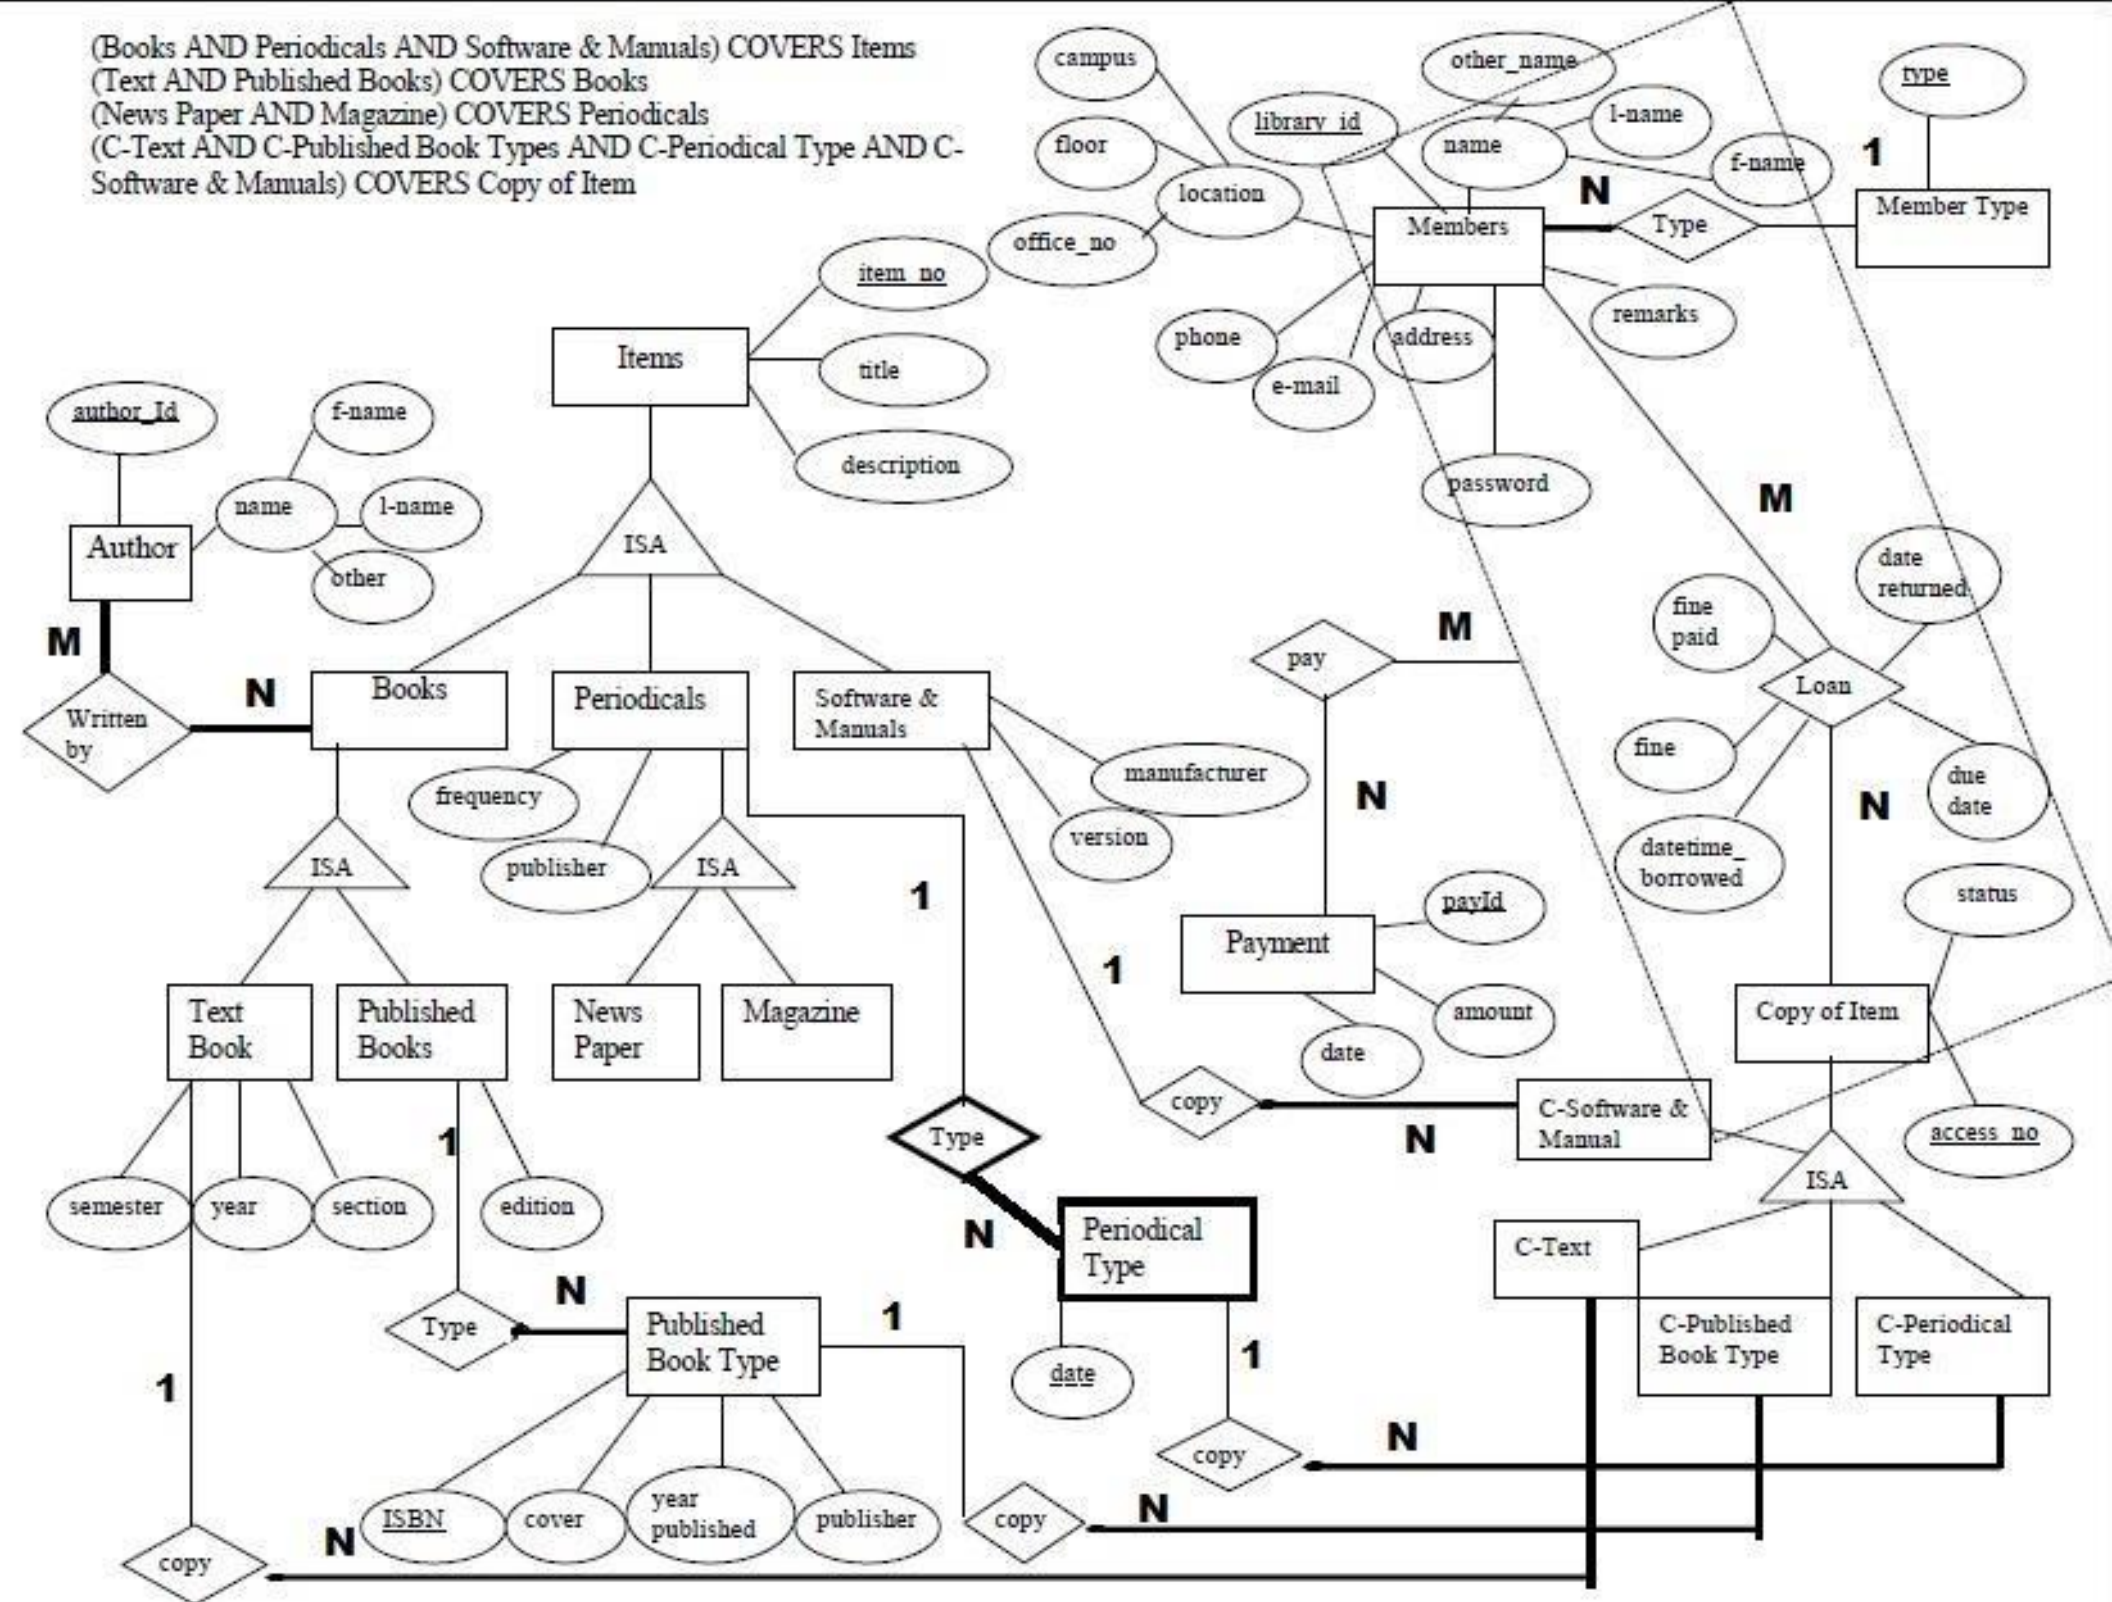 (Books AND Periodicals AND Software & Manuals) COVERS Items
(Text AND Published Books) COVERS Books
(News Paper AND Magazine) COVERS Periodicals
(C-Text AND C-Published Book Types AND C-Periodical Type AND C-
Software & Manuals) COVERS Copy of Item
campus
other_name
type
library_id
l-name
floor
name
f-name
1
N
location
Members
Type
Member Type
office_no
item_no
remarks
phone
address
e-mail
Items
title
description
password
M
author_Id
f-name
name
l-name
Author
other
ISA
date
returned
fine
paid
M
M
pay
Loan
Written
by
N
Books
Periodicals
Software &
Manuals
fine
due
date
manufacturer
N
N
frequency
version
datetime_
borrowed
ISA
publisher
ISA
1
status
payId
Payment
1
Text
Book
Published
Books
News
Paper
Magazine
amount
Copy of Item
date
copy
C-Software &
Manual
N
access_no
1
Type
ISA
semester
year
section
edition
N
Periodical
Type
C-Text
N
Type
Published
Book Type
1
1
C-Published
Book Type
C-Periodical
Type
date
1
N
copy
ISBN
cover
year
published
publisher
copy
N
N
copy